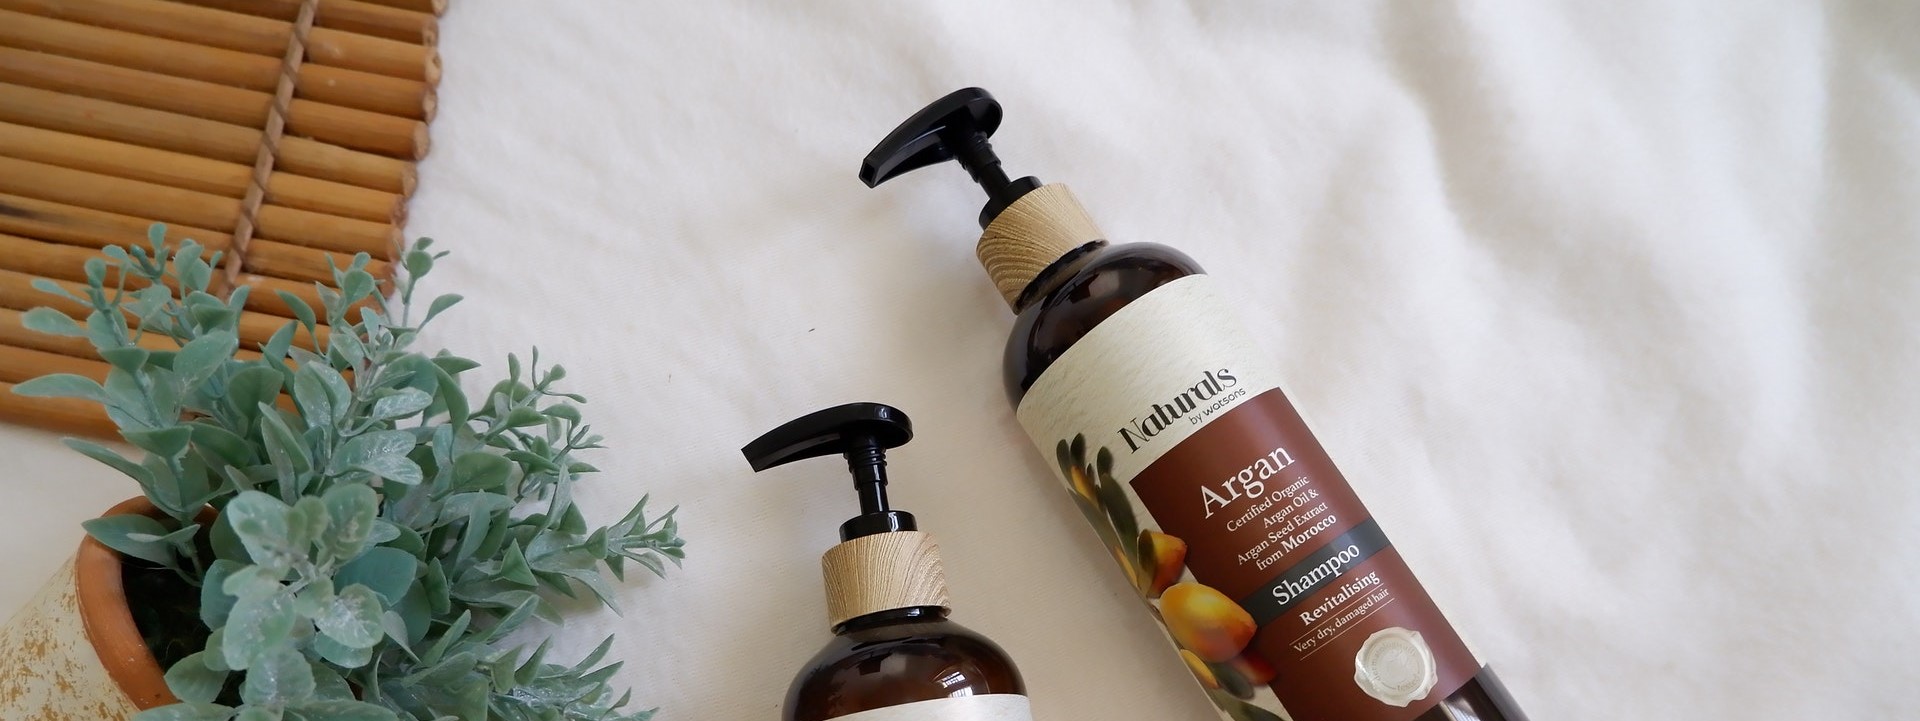 Naturals
by watsons
Argan
Certified Organic
Argan Oil &
Argan Seed Extract
from Morocco
Shampoo
Revitalising
Very dry, damaged hair